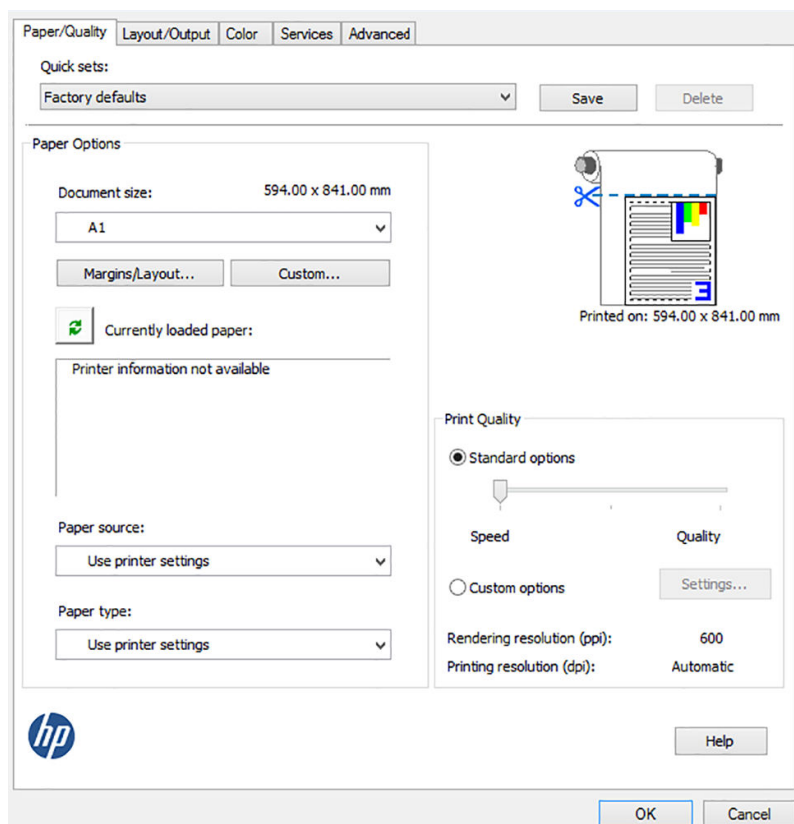 Paper/Quality Layout/Output Color Services Advanced
Quick sets:
Factory defaults Save Delete
Paper Options
Document size: 594.00 x 841.00 mm
A1
Margins/Layout... Custom...
Currently loaded paper:
Printer information not available
Paper source:
Use printer settings
Paper type:
Use printer settings
Printed on: 594.00 x 841.00 mm
Print Quality
Standard options
Speed Quality
Custom options Settings...
Rendering resolution (ppi): 600
Printing resolution (dpi): Automatic
hp
Help
OK Cancel